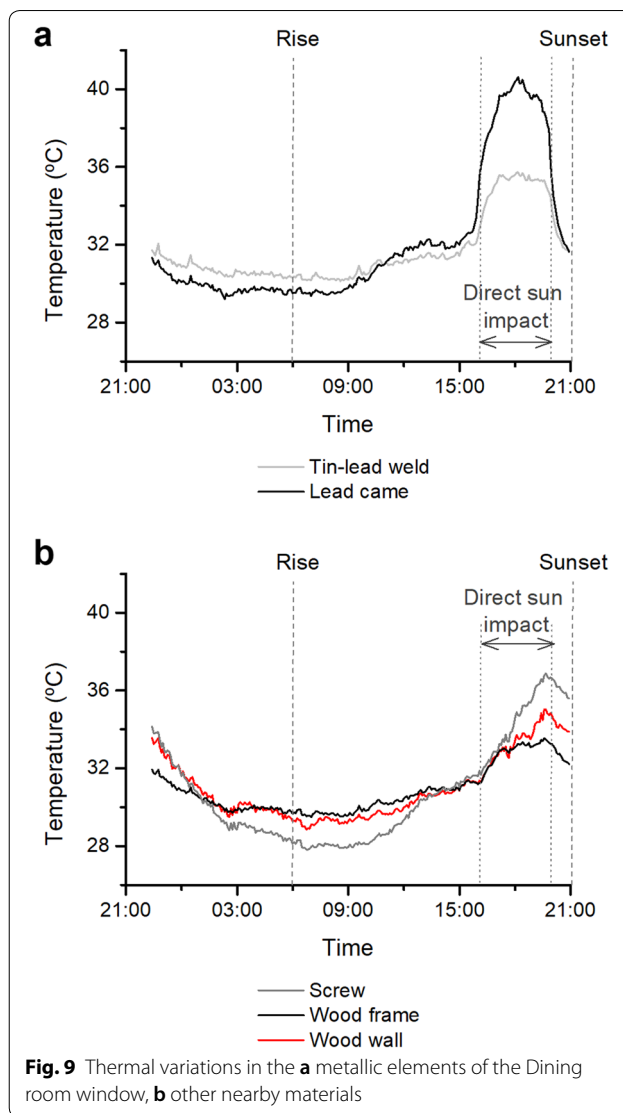 a
Rise
Sunset
40
36
32
28
Temperature (ºC)
Direct sun
impact
21:00
03:00
09:00
15:00
21:00
Time
Tin-lead weld
Lead came
b
Rise
Sunset
Direct sun
impact
40
36
32
28
Temperature (ºC)
21:00
03:00
09:00
15:00
21:00
Time
Screw
Wood frame
Wood wall
Fig. 9 Thermal variations in the a metallic elements of the Dining
room window, b other nearby materials